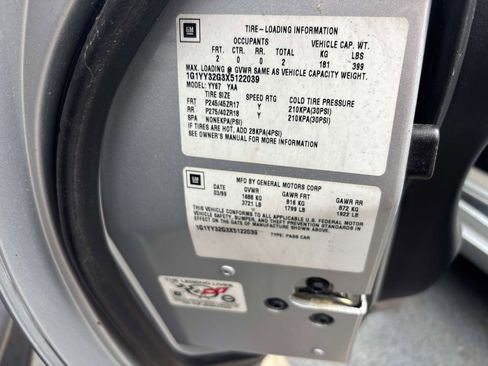 GM
TIRE-LOADING INFORMATION
OCCUPANTS VEHICLE CAP. WT.
FRT. CTR. RR. TOTAL KG LBS
2 0 0 2 181 399
MAX. LOADING @ GVWR SAME AS VEHICLE CAPACITY WEIGHT.
1G1YY32G3X5122039
MODEL: YY67 YAA
TIRE SIZE SPEED RTG COLD TIRE PRESSURE
FRT P245/45ZR17 Y 210KPA(30PSI)
RR P275/40ZR18 Y 210KPA(30PSI)
SPA NONEKPA(PSI)
IF TIRES ARE HOT, ADD 28KPA(4PSI)
SEE OWNER'S MANUAL FOR MORE INFORMATION
GM
MFD BY GENERAL MOTORS CORP
DATE GVWR GAWR FRT GAWR RR
03/99 1688 KG 816 KG 872 KG
3721 LB 1799 LB 1922 LB
THIS VEHICLE CONFORMS TO ALL APPLICABLE U.S. FEDERAL MOTOR
VEHICLE SAFETY, BUMPER, AND THEFT PREVENTION STANDARDS IN
EFFECT ON THE DATE OF MANUFACTURE SHOWN ABOVE.
1G1YY32G3X5122039 TYPE: PASS CAR
THE LEGEND LIVES